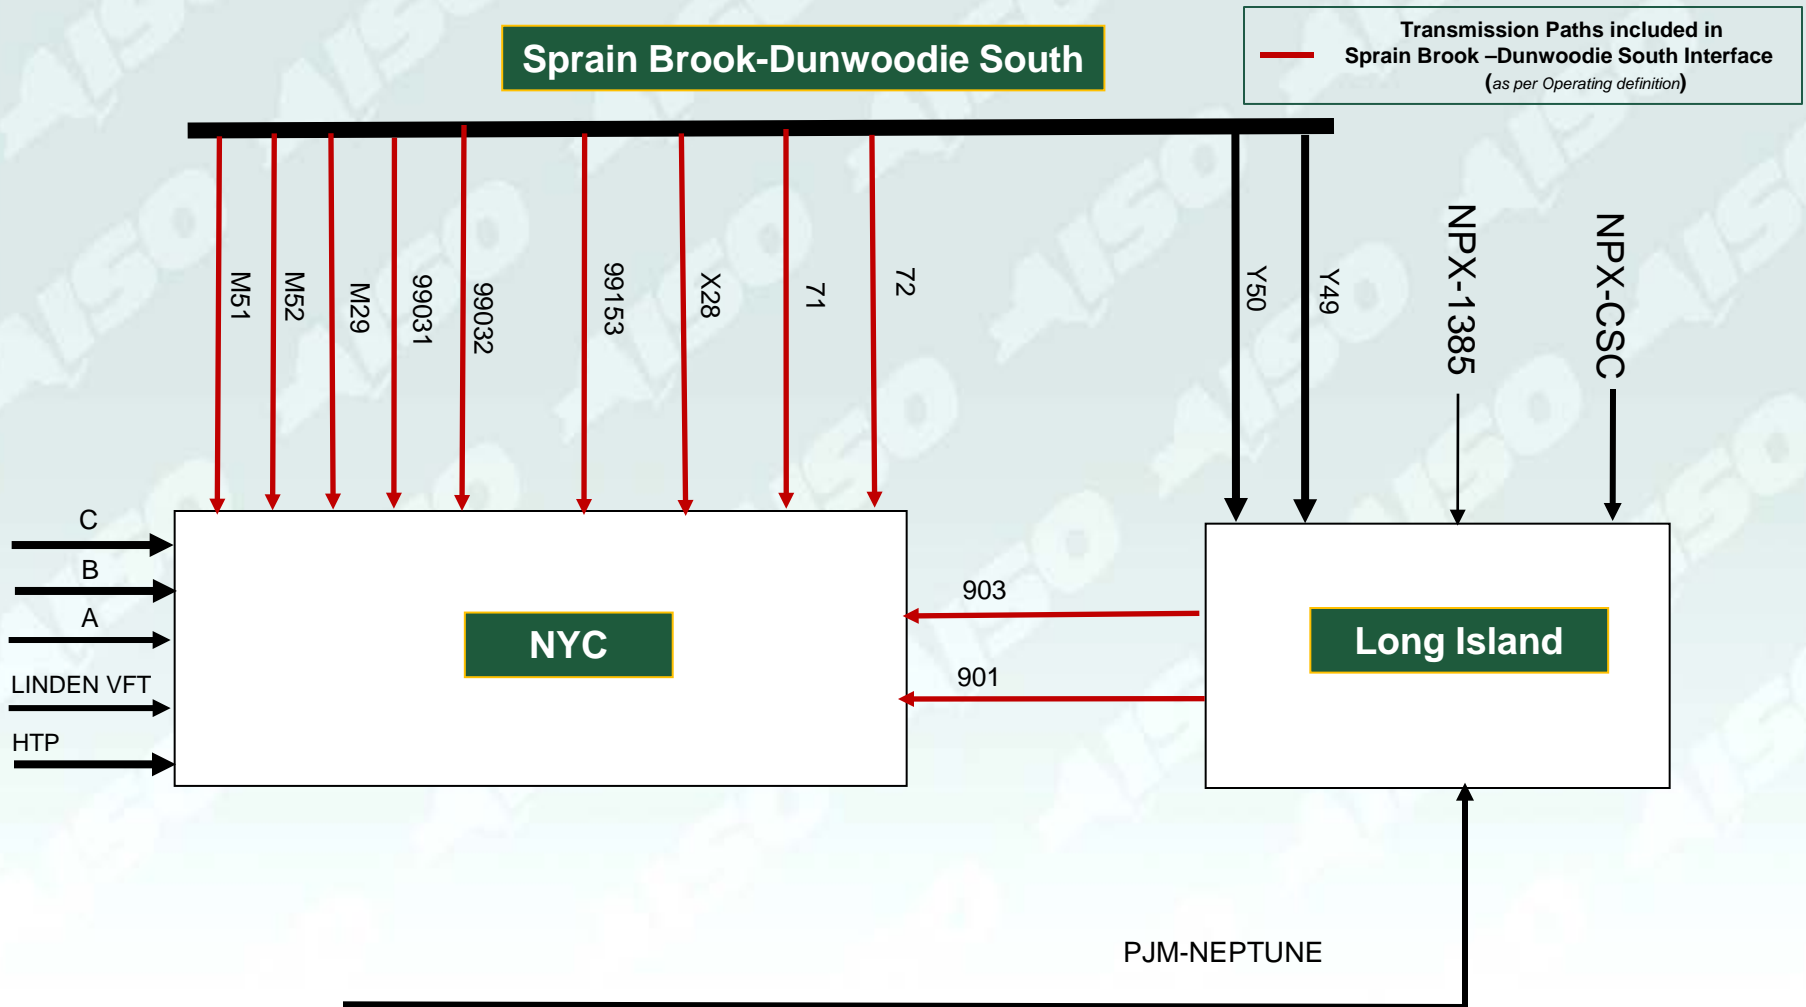 Sprain Brook-Dunwoodie South
Transmission Paths included in
Sprain Brook –Dunwoodie South Interface
(as per Operating definition)
M51
M52
M29
99031
99032
99153
X28
71
72
Y50
Y49
NPX-1385
NPX-CSC
C
B
A
LINDEN VFT
HTP
NYC
903
901
Long Island
PJM-NEPTUNE